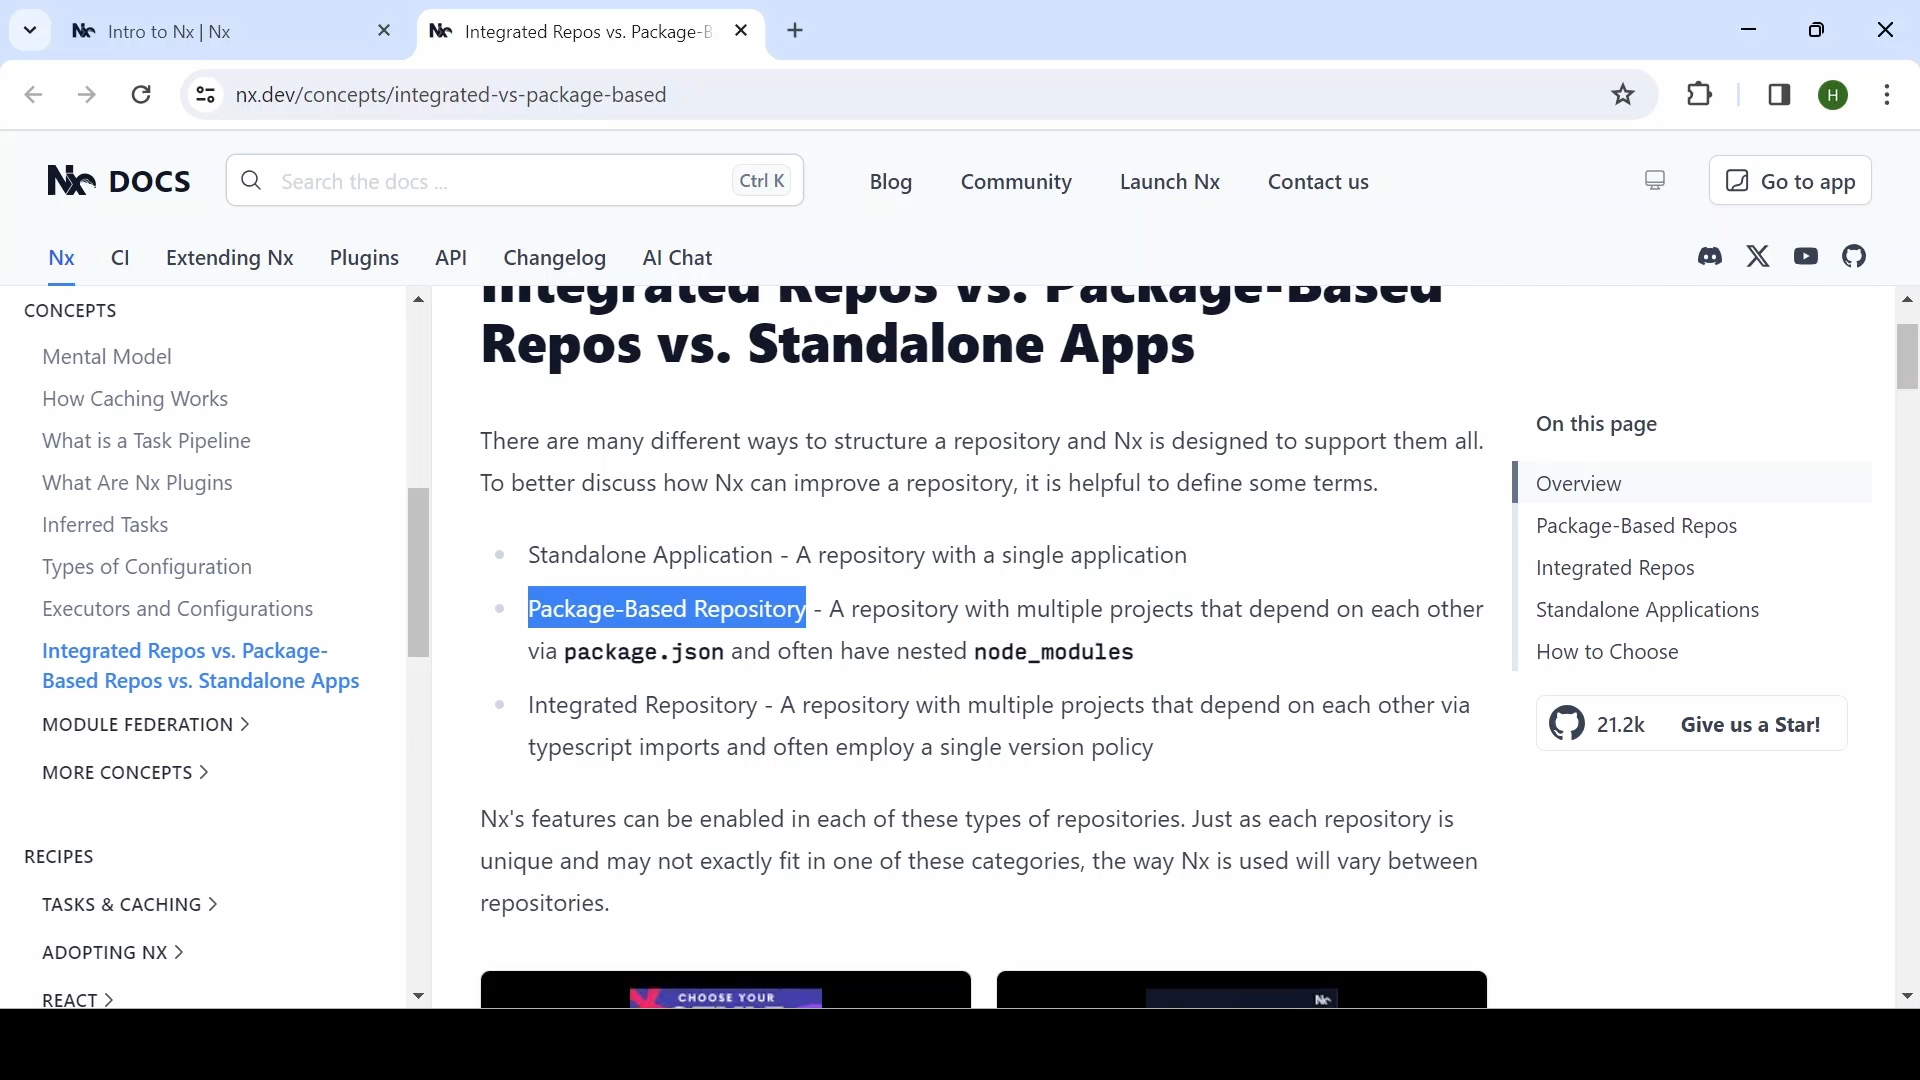 Intro to Nx | Nx
Integrated Repos vs. Package-B
nx.dev/concepts/integrated-vs-package-based
H
Nx DOCS
Search the docs ...
Ctrl K
Blog
Community
Launch Nx
Contact us
Go to app
Nx
CI
Extending Nx
Plugins
API
Changelog
AI Chat
CONCEPTS
Mental Model
How Caching Works
What is a Task Pipeline
What Are Nx Plugins
Inferred Tasks
Types of Configuration
Executors and Configurations
Integrated Repos vs. Package-
Based Repos vs. Standalone Apps
MODULE FEDERATION
MORE CONCEPTS
RECIPES
TASKS & CACHING
ADOPTING NX
REACT
Integrated Repos vs. Package-Based
Repos vs. Standalone Apps
There are many different ways to structure a repository and Nx is designed to support them all.
To better discuss how Nx can improve a repository, it is helpful to define some terms.
Standalone Application - A repository with a single application
Package-Based Repository - A repository with multiple projects that depend on each other
via package.json and often have nested node_modules
Integrated Repository - A repository with multiple projects that depend on each other via
typescript imports and often employ a single version policy
Nx's features can be enabled in each of these types of repositories. Just as each repository is
unique and may not exactly fit in one of these categories, the way Nx is used will vary between
repositories.
CHOOSE YOUR
Nx
On this page
Overview
Package-Based Repos
Integrated Repos
Standalone Applications
How to Choose
21.2k
Give us a Star!